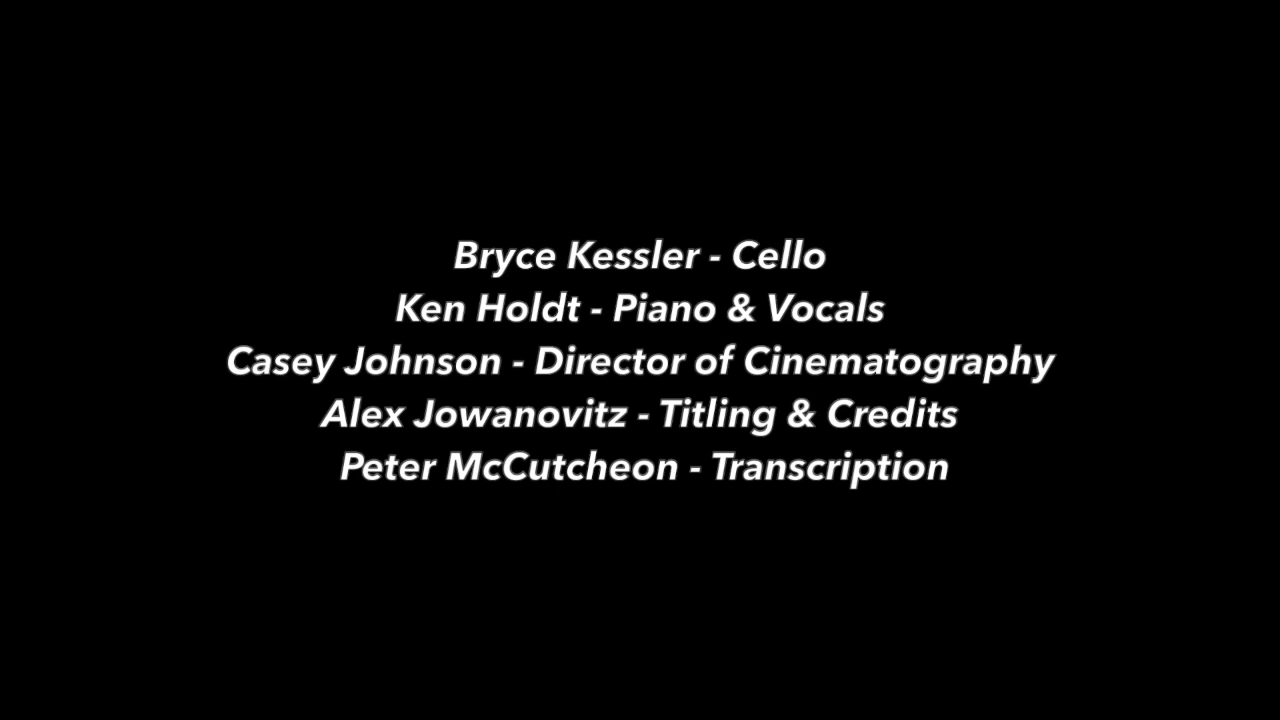 Bryce Kessler - Cello
Ken Holdt - Piano & Vocals
Casey Johnson - Director of Cinematography
Alex Jowanovitz - Titling & Credits
Peter McCutcheon - Transcription